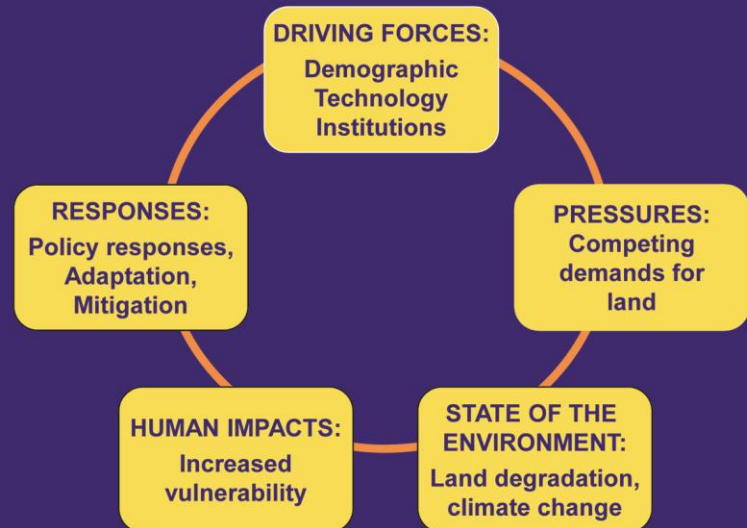 DRIVING FORCES:
Demographic
Technology
Institutions
PRESSURES:
Competing
demands for
land
STATE OF THE
ENVIRONMENT:
Land degradation,
climate change
HUMAN IMPACTS:
Increased
vulnerability
RESPONSES:
Policy responses,
Adaptation,
Mitigation